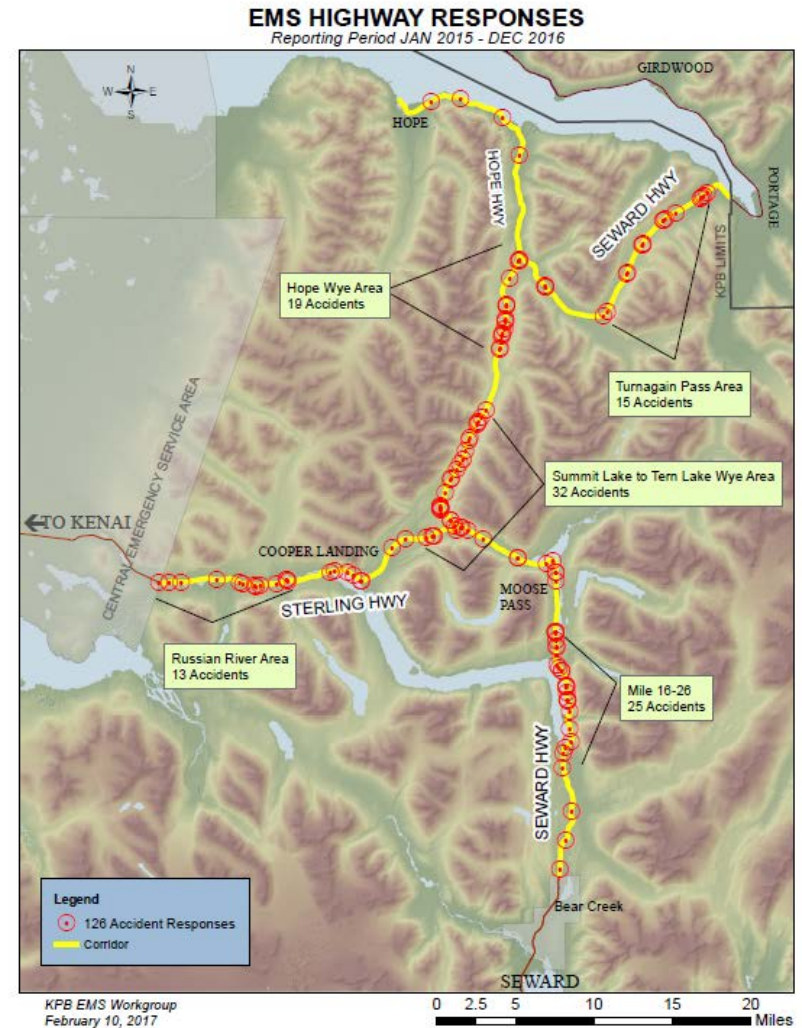 EMS HIGHWAY RESPONSES
Reporting Period JAN 2015 - DEC 2016
N
W E
S
GIRDWOOD
HOPE
HOPE HWY
SEWARD HWY
PORTAGE
KPB LIMITS
Hope Wye Area
19 Accidents
Turnagain Pass Area
15 Accidents
CENTRAL EMERGENCY SERVICE AREA
Summit Lake to Tern Lake Wye Area
32 Accidents
TO KENAI
COOPER LANDING
STERLING HWY
MOOSE
PASS
Russian River Area
13 Accidents
Mile 16-26
25 Accidents
SEWARD HWY
Legend
126 Accident Responses
Corridor
Bear Creek
SEWARD
KPB EMS Workgroup
February 10, 2017
0 2.5 5 10 15 20
Miles